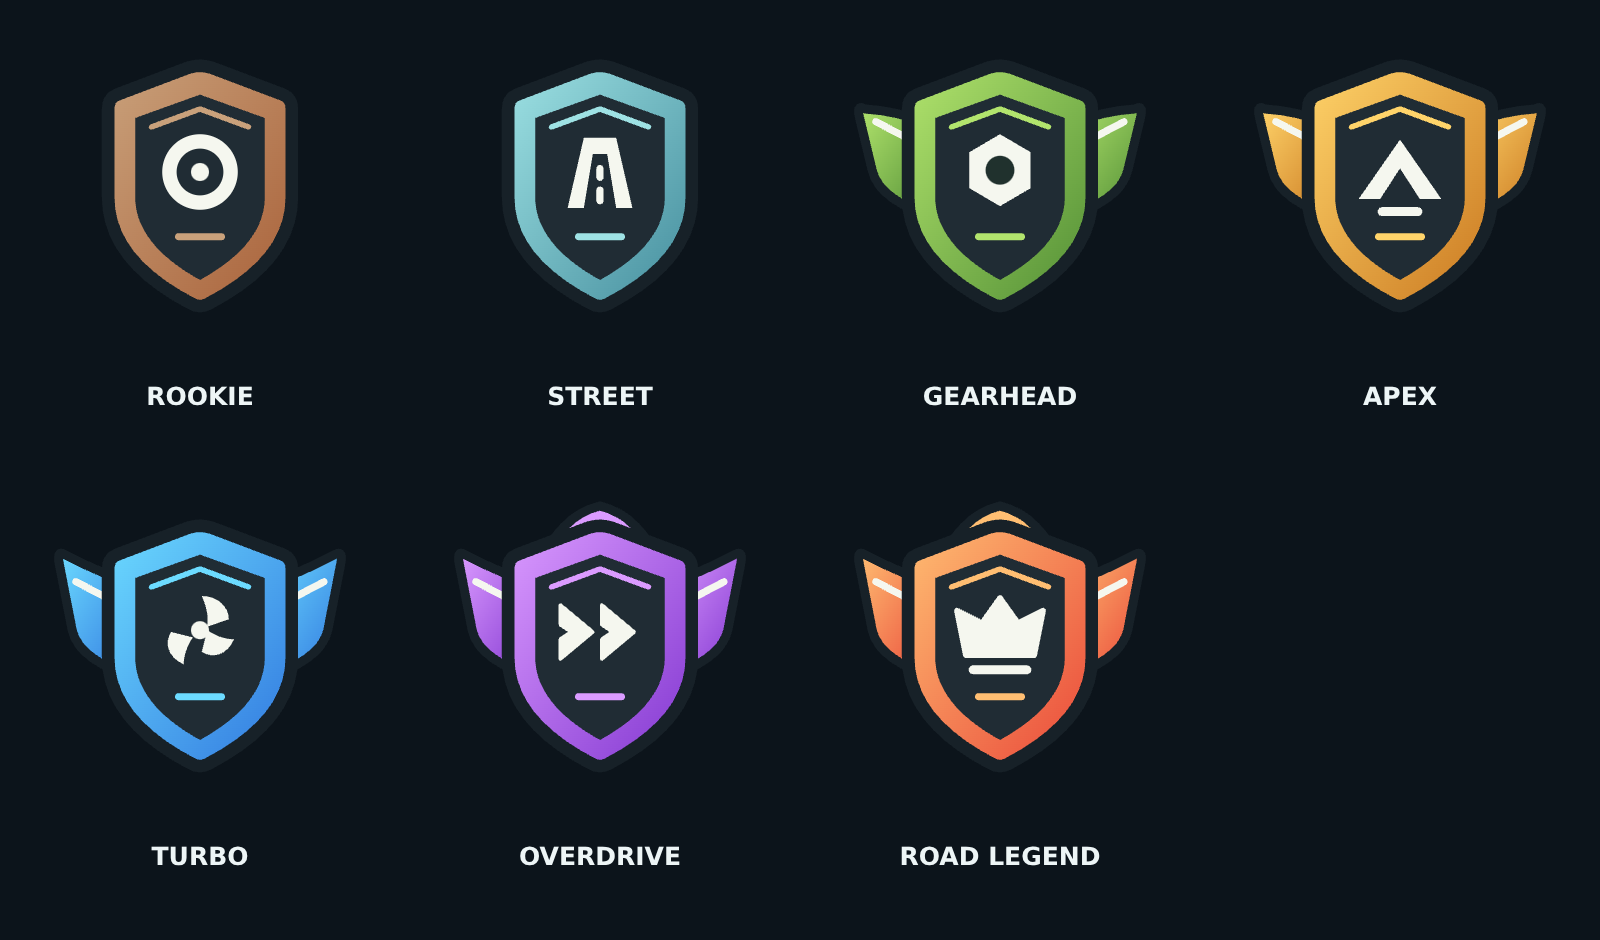 ROOKIE
STREET
GEARHEAD
APEX
TURBO
OVERDRIVE
ROAD LEGEND